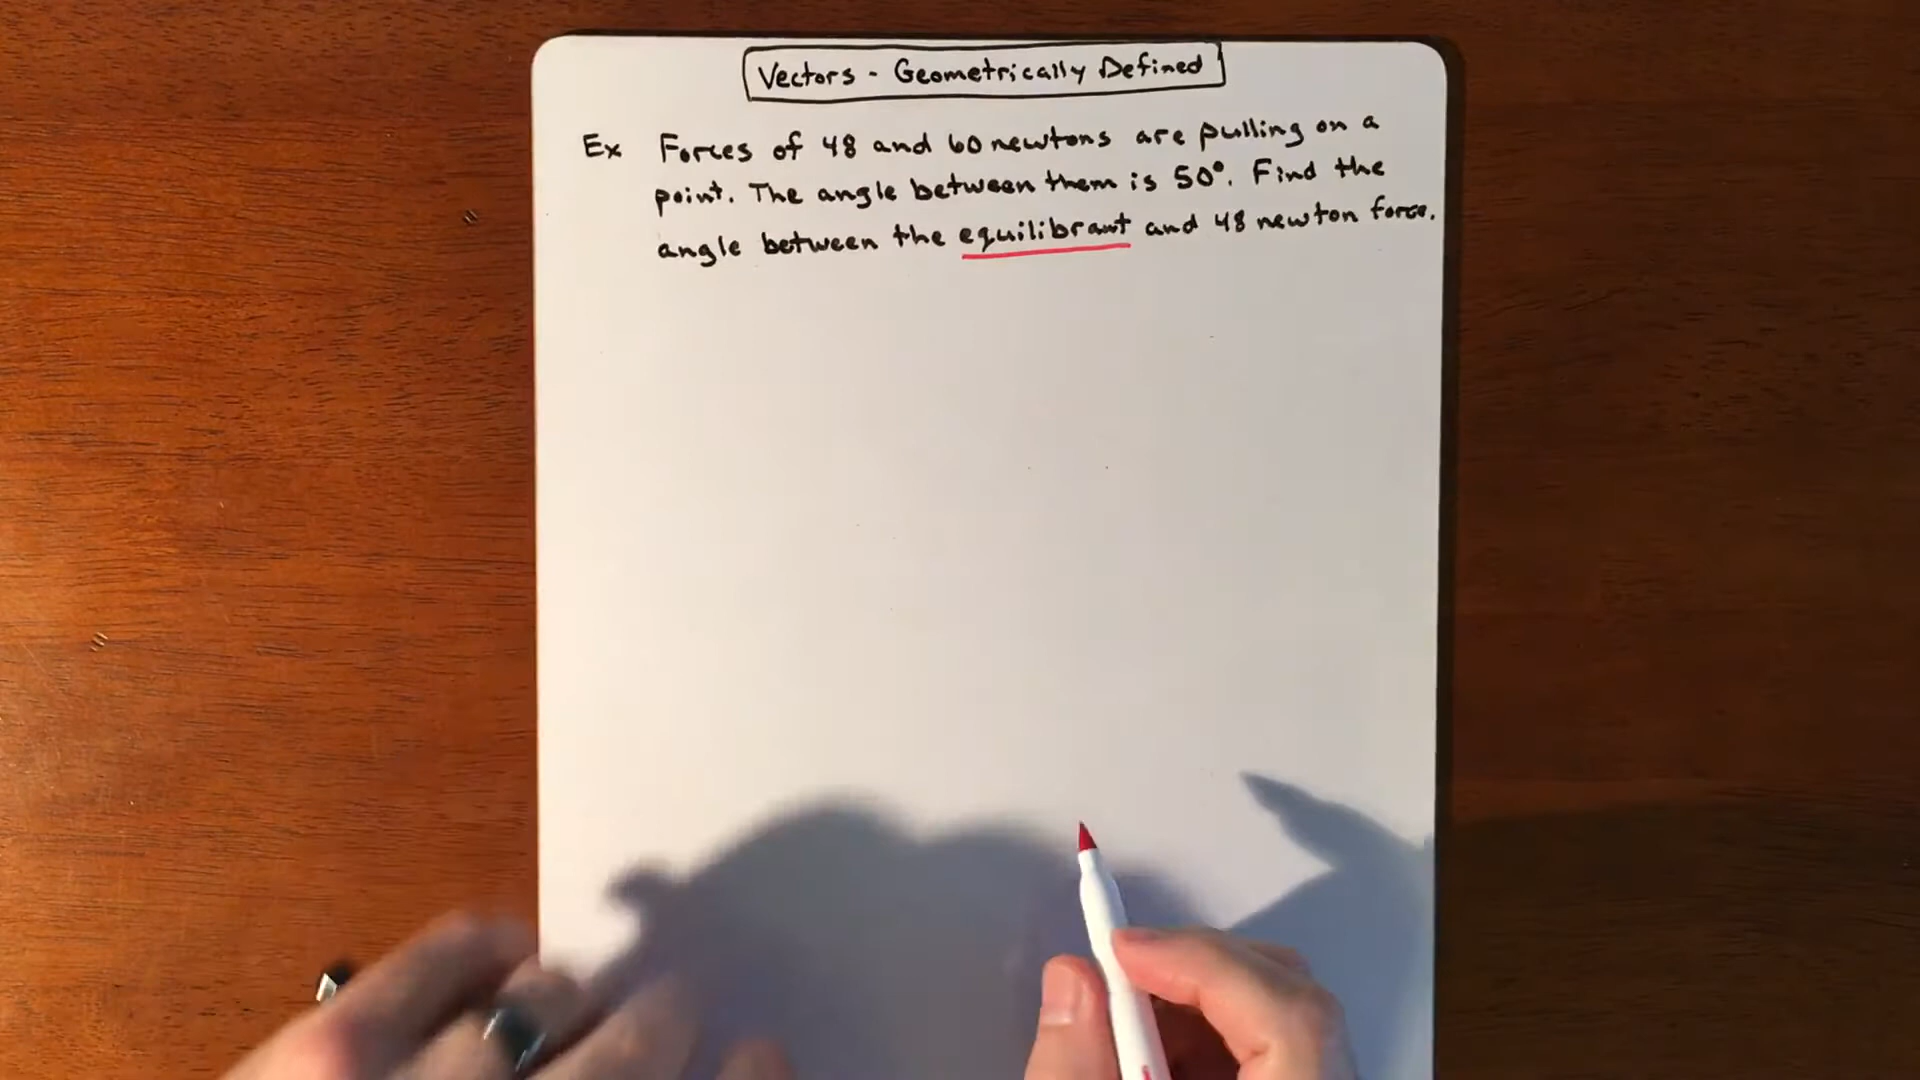 Vectors - Geometrically Defined
Ex Forces of 48 and 60 newtons are pulling on a
point. The angle between them is 50°. Find the
angle between the equilibrant and 48 newton force.